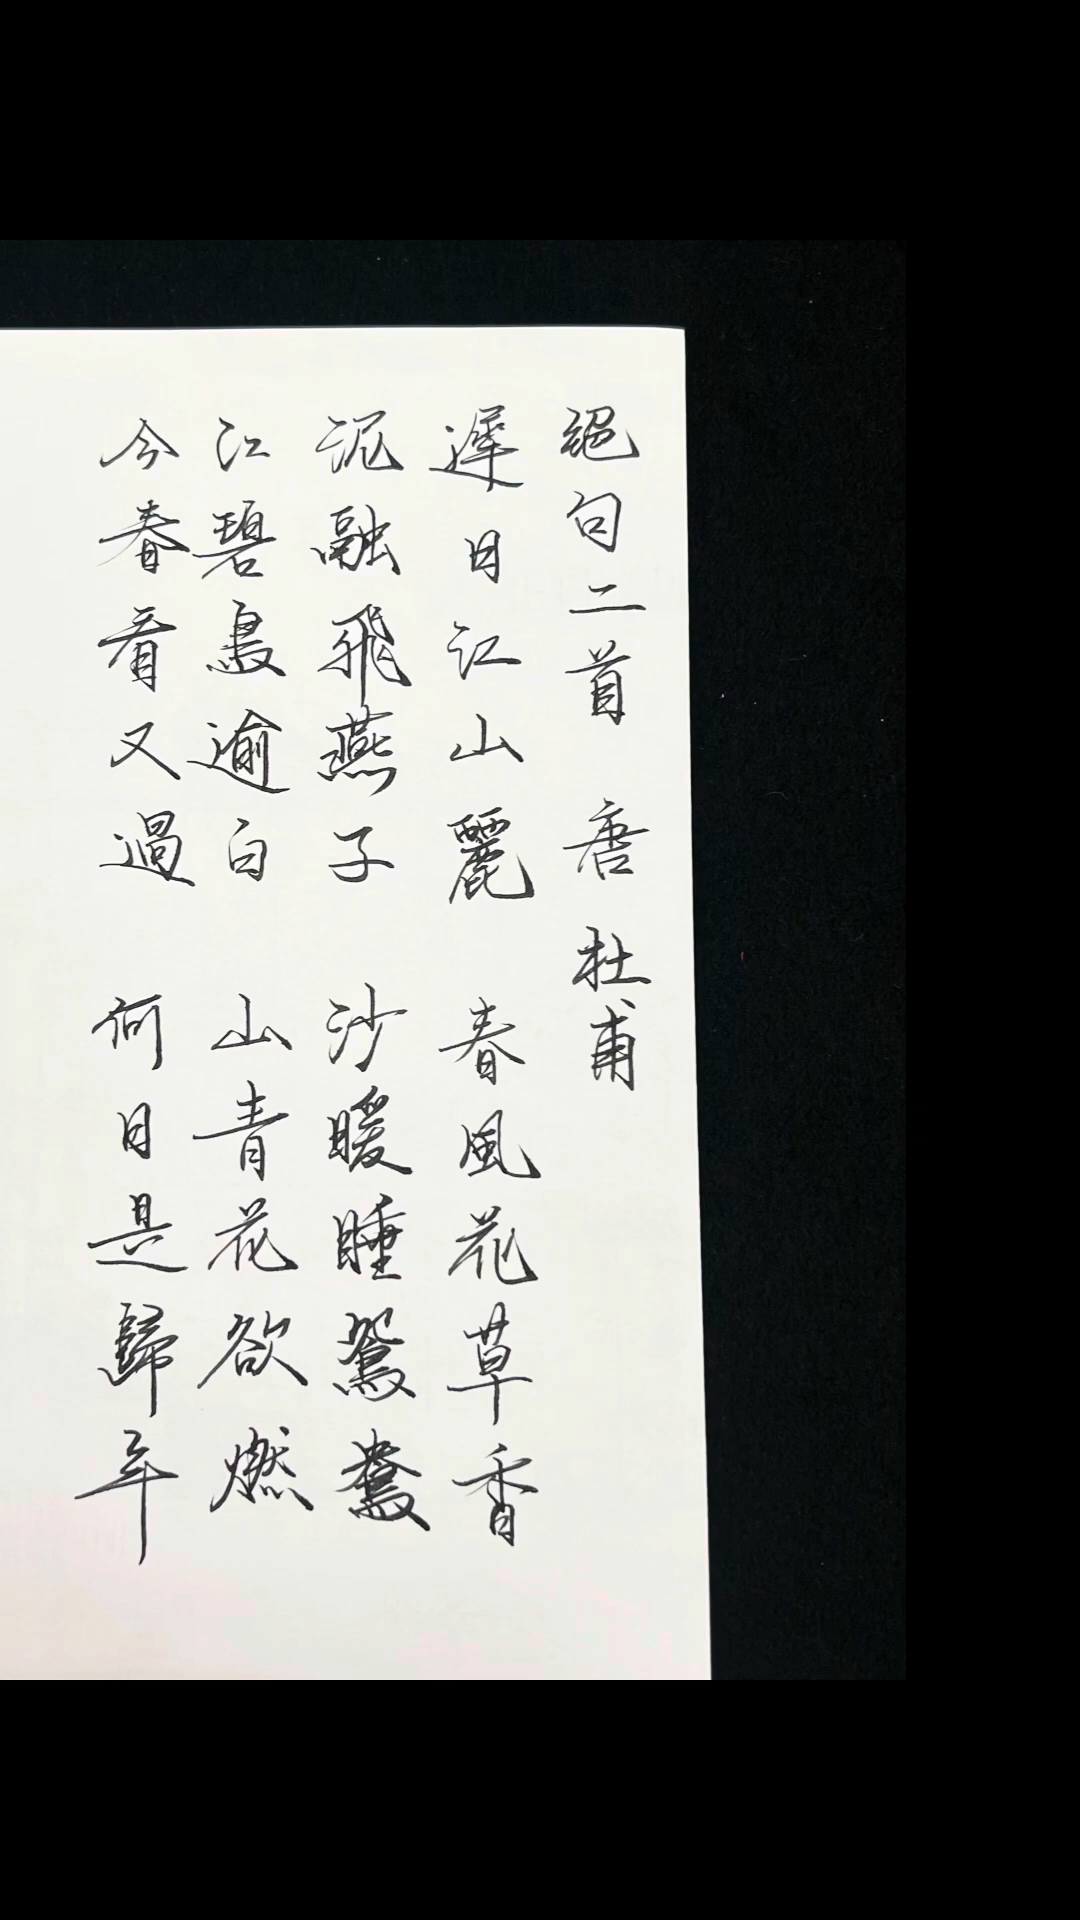 絕句二首 唐 杜甫
遲日江山麗 春風花草香
泥融飛燕子 沙暖睡鴛鴦
江碧鳥逾白 山青花欲燃
今春看又過 何日是歸年